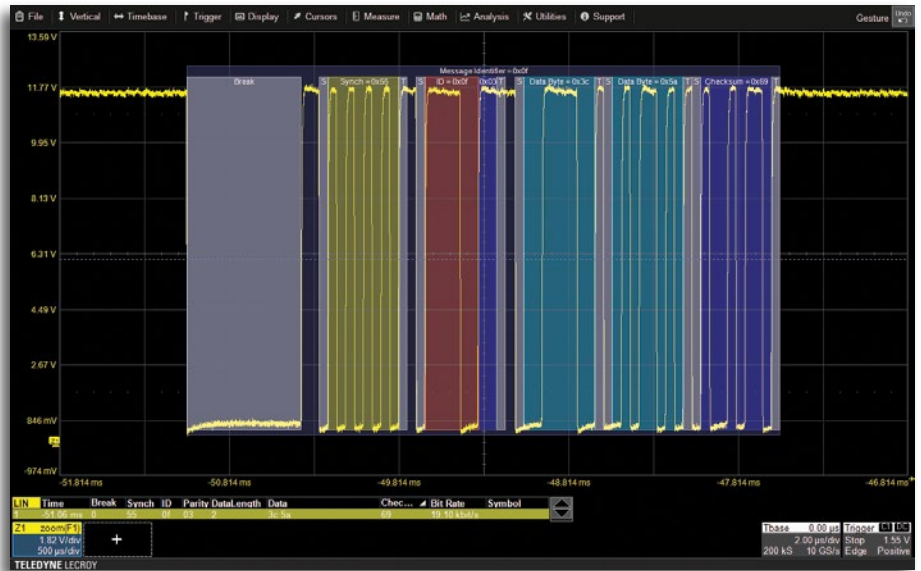 File Vertical Timebase Trigger Display Cursors Measure Math Analysis Utilities Support Gesture Undo
13.59 V
Message Identifier = 0x0f
Break S Synch = 0x55 T S ID = 0x0f 0x03 T S Data Byte = 0x3c T S Data Byte = 0x5a T S Checksum = 0x69 T
11.77 V
9.95 V
8.13 V
6.31 V
4.49 V
2.67 V
846 mV
Z1
-974 mV
-51.814 ms -50.814 ms -49.814 ms -48.814 ms -47.814 ms -46.814 ms
LIN Time Break Synch ID Parity DataLength Data Chec... Bit Rate Symbol
1 -51.06 ms 0 55 0f 03 2 3c 5a 69 19.10 kbit/s
Z1 zoom(F1) Tbase 0.00 µs Trigger C1 DC
1.82 V/div + 2.00 µs/div Stop 1.55 V
500 µs/div 200 kS 10 GS/s Edge Positive
TELEDYNE LECROY